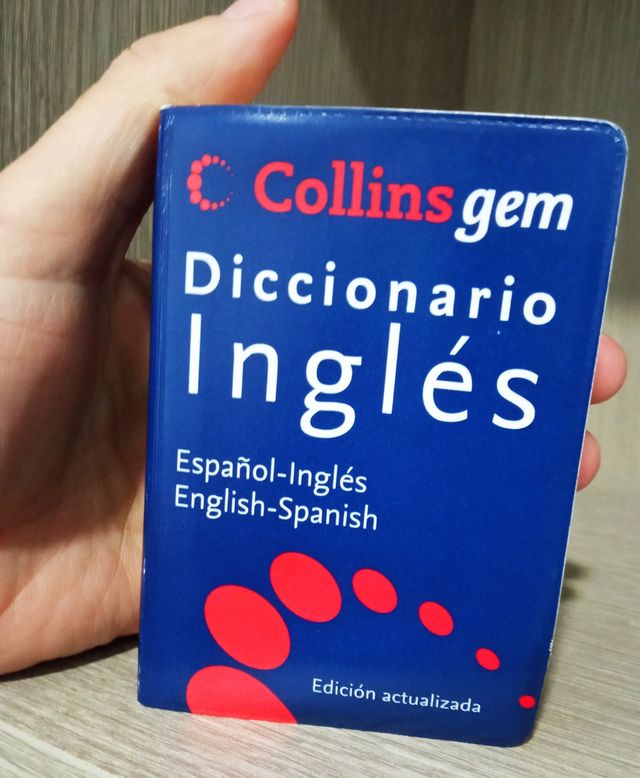 Collins gem
Diccionario
Inglés
Español-Inglés
English-Spanish
Edición actualizada